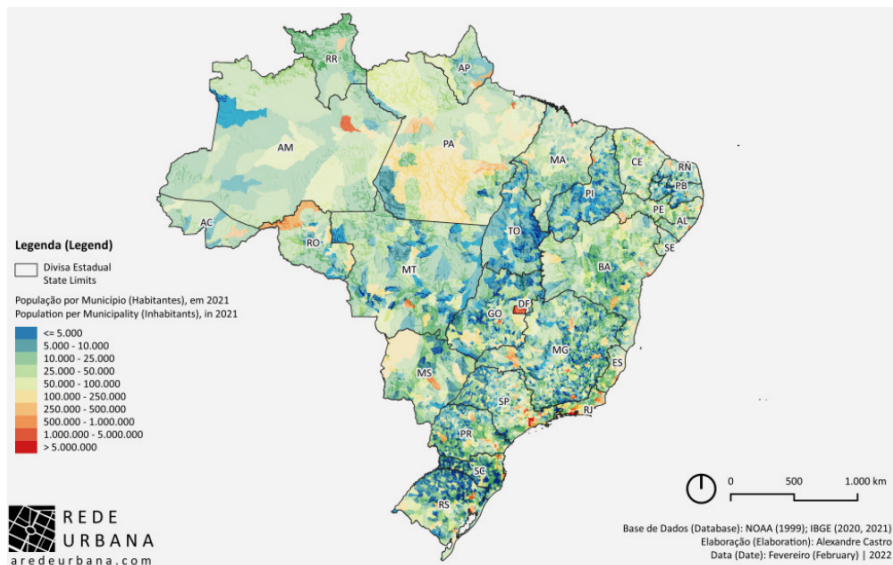 RR
AP
AM
PA
MA
CE
RN
PB
PI
PE
AL
SE
AC
RO
TO
MT
BA
DF
GO
MG
ES
MS
SP
RJ
PR
SC
RS
Legenda (Legend)
Divisa Estadual
State Limits
População por Município (Habitantes), em 2021
Population per Municipality (Inhabitants), in 2021
<= 5.000
5.000 - 10.000
10.000 - 25.000
25.000 - 50.000
50.000 - 100.000
100.000 - 250.000
250.000 - 500.000
500.000 - 1.000.000
1.000.000 - 5.000.000
> 5.000.000
0 500 1.000 km
REDE
URBANA
aredeurbana.com
Base de Dados (Database): NOAA (1999); IBGE (2020, 2021)
Elaboração (Elaboration): Alexandre Castro
Data (Date): Fevereiro (February) | 2022